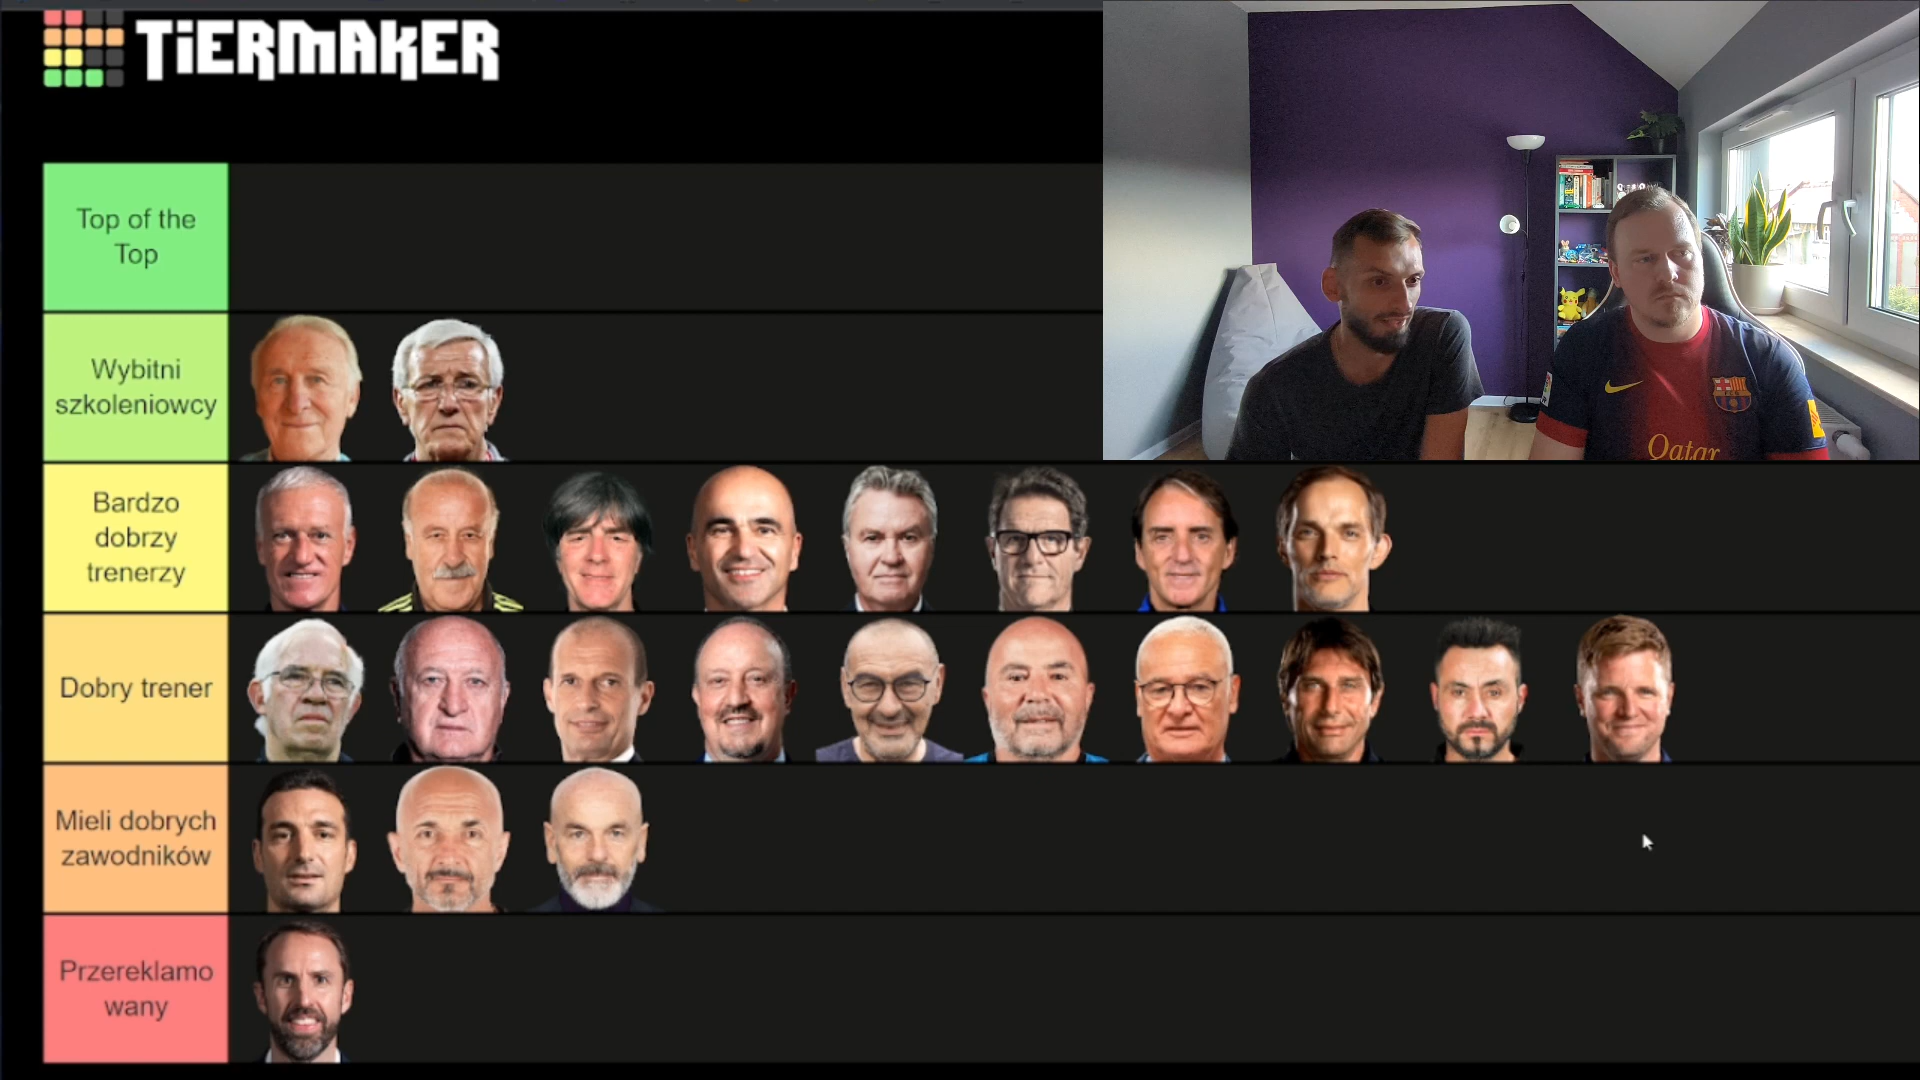 TiERMAKER
Top of the
Top
Wybitni
szkoleniowcy
Bardzo
dobrzy
trenerzy
Dobry trener
Mieli dobrych
zawodników
Przereklamo
wany
Qatar